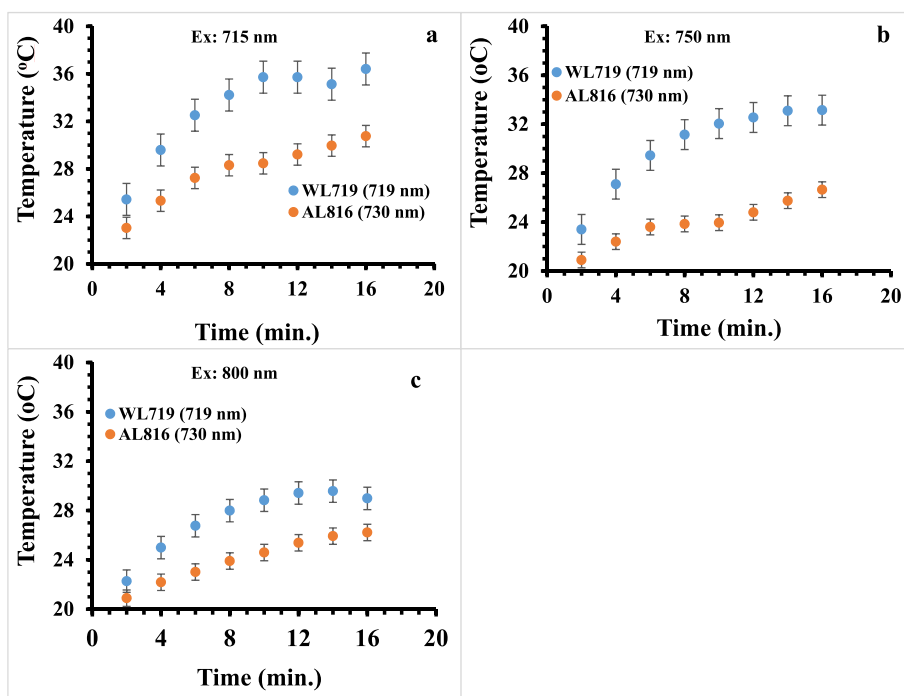 Ex: 715 nm
a
Temperature (°C)
40
36
32
28
24
20
WL719 (719 nm)
AL816 (730 nm)
0 4 8 12 16 20
Time (min.)
Ex: 750 nm
b
Temperature (oC)
40
36
32
28
24
20
WL719 (719 nm)
AL816 (730 nm)
0 4 8 12 16 20
Time (min.)
Ex: 800 nm
c
Temperature (oC)
40
36
32
28
24
20
WL719 (719 nm)
AL816 (730 nm)
0 4 8 12 16 20
Time (min.)